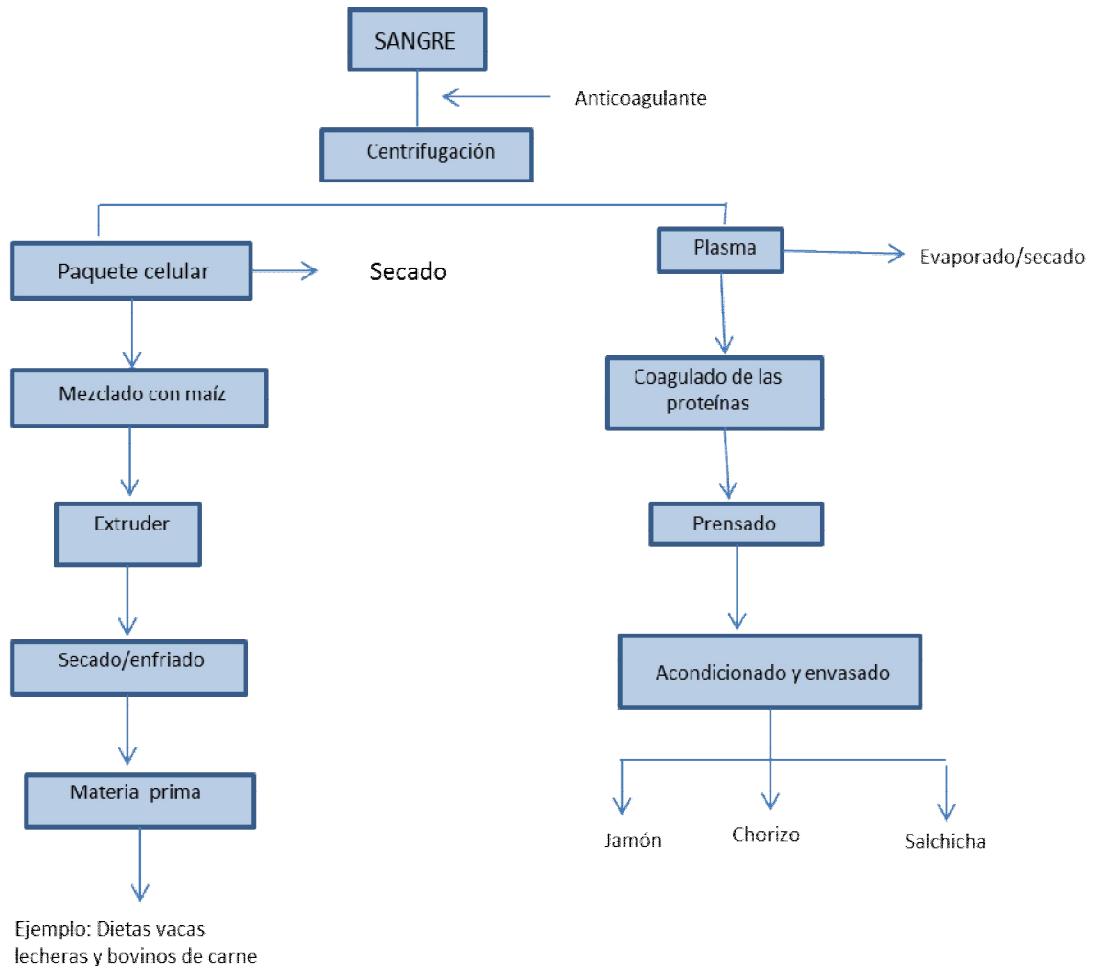 SANGRE
Anticoagulante
Centrifugación
Paquete celular
Secado
Plasma
Evaporado/secado
Mezclado con maíz
Coagulado de las
proteínas
Extruder
Prensado
Secado/enfriado
Acondicionado y envasado
Materia prima
Jamón
Chorizo
Salchicha
Ejemplo: Dietas vacas
lecheras y bovinos de carne